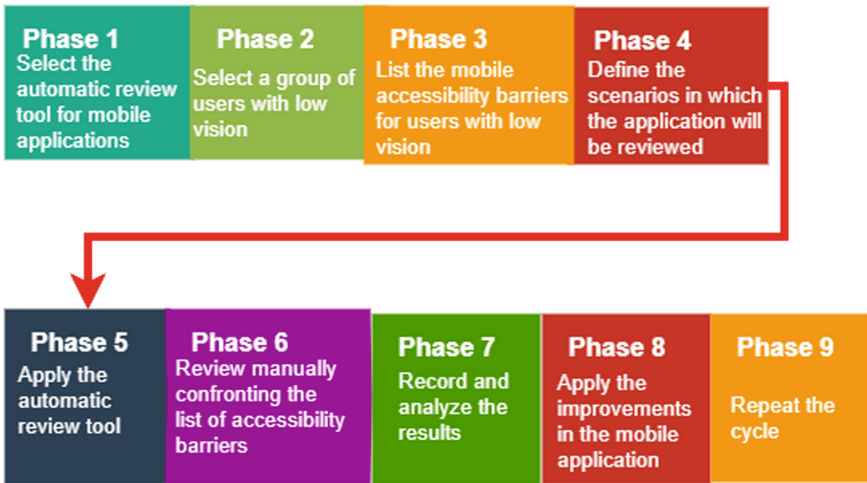 Phase 1
Select the
automatic review
tool for mobile
applications
Phase 2
Select a group of
users with low
vision
Phase 3
List the mobile
accessibility barriers
for users with low
vision
Phase 4
Define the
scenarios in which
the application will
be reviewed
Phase 5
Apply the
automatic
review tool
Phase 6
Review manually
confronting the
list of accessibility
barriers
Phase 7
Record and
analyze the
results
Phase 8
Apply the
improvements
in the mobile
application
Phase 9
Repeat the
cycle